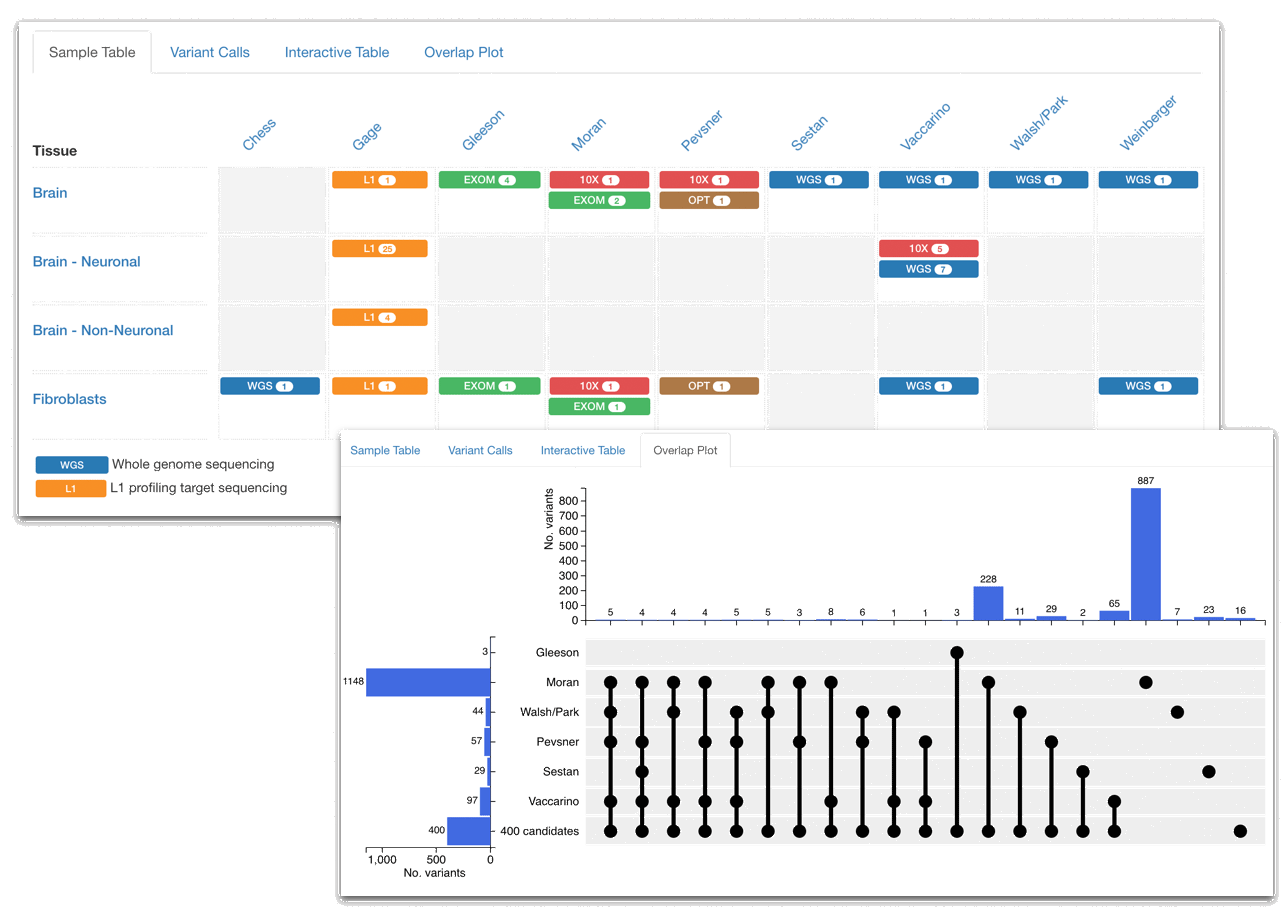 Sample Table Variant Calls Interactive Table Overlap Plot
Tissue Chess Gage Gleeson Moran Pevsner Sestan Vaccarino Walsh/Park Weinberger
Brain L1 1 EXOM 4 10X 1 10X 1 WGS 1 WGS 1 WGS 1 WGS 1
EXOM 2 OPT 1
Brain - Neuronal L1 25 10X 5
WGS 7
Brain - Non-Neuronal L1 4
Fibroblasts WGS 1 L1 1 EXOM 1 10X 1 OPT 1 WGS 1 WGS 1
EXOM 1
WGS Whole genome sequencing
L1 L1 profiling target sequencing
Sample Table Variant Calls Interactive Table Overlap Plot
No. variants
800
700
600
500
400
300
200
100
0
5 4 4 4 5 5 3 8 6 1 1 3 228 11 29 2 65 887 7 23 16
3 Gleeson
1148 Moran
44 Walsh/Park
57 Pevsner
29 Sestan
97 Vaccarino
400 400 candidates
1,000 500 0
No. variants